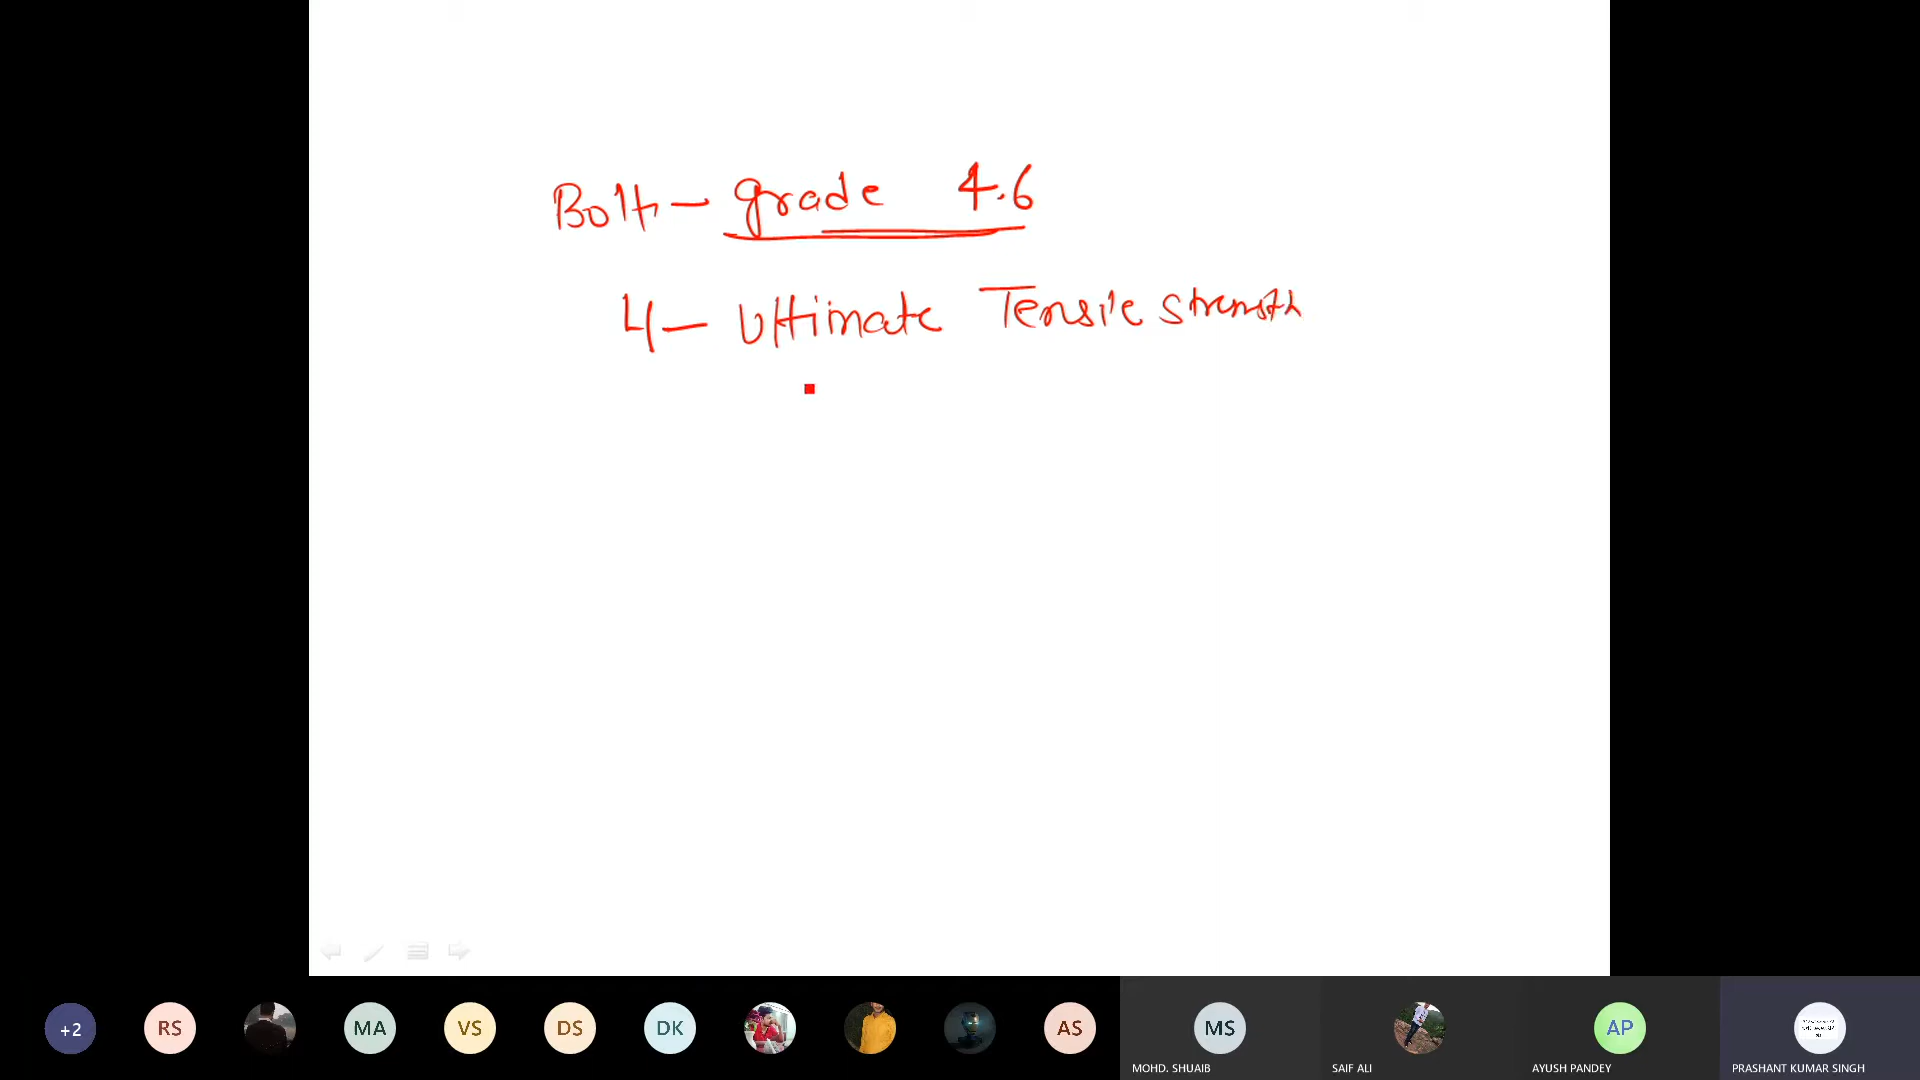 Bolt - grade 4.6
4 - Ultimate Tensile strength
+2 RS MA VS DS DK AS MS AP
MOHD. SHUAIB SAIF ALI AYUSH PANDEY PRASHANT KUMAR SINGH